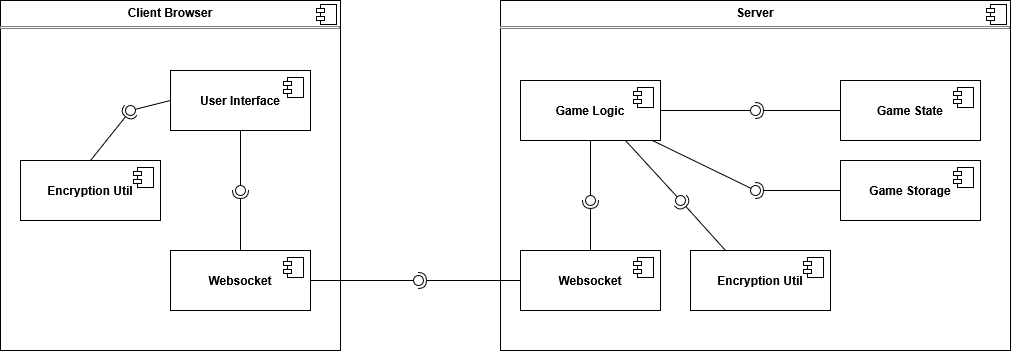 Client Browser
Server
User Interface
Game Logic
Game State
Encryption Util
Game Storage
Websocket
Websocket
Encryption Util